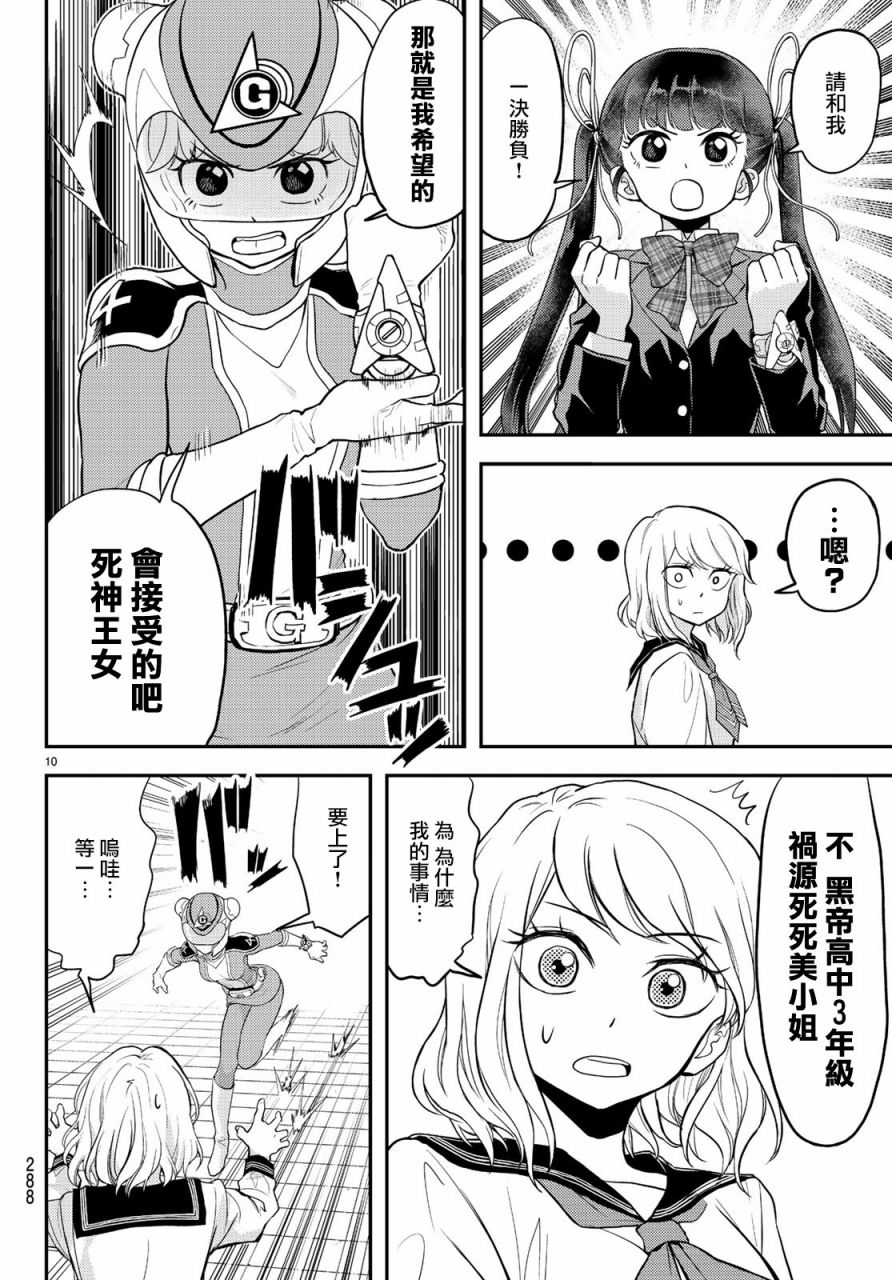 請和我
一決勝負！
…嗯？
那就是我希望的
G
G
會接受的吧
死神王女
10
不 黑帝高中3年級
禍源死死美小姐
為 為什麼
我的事情…
要上了！
嗚哇…
等一…
288